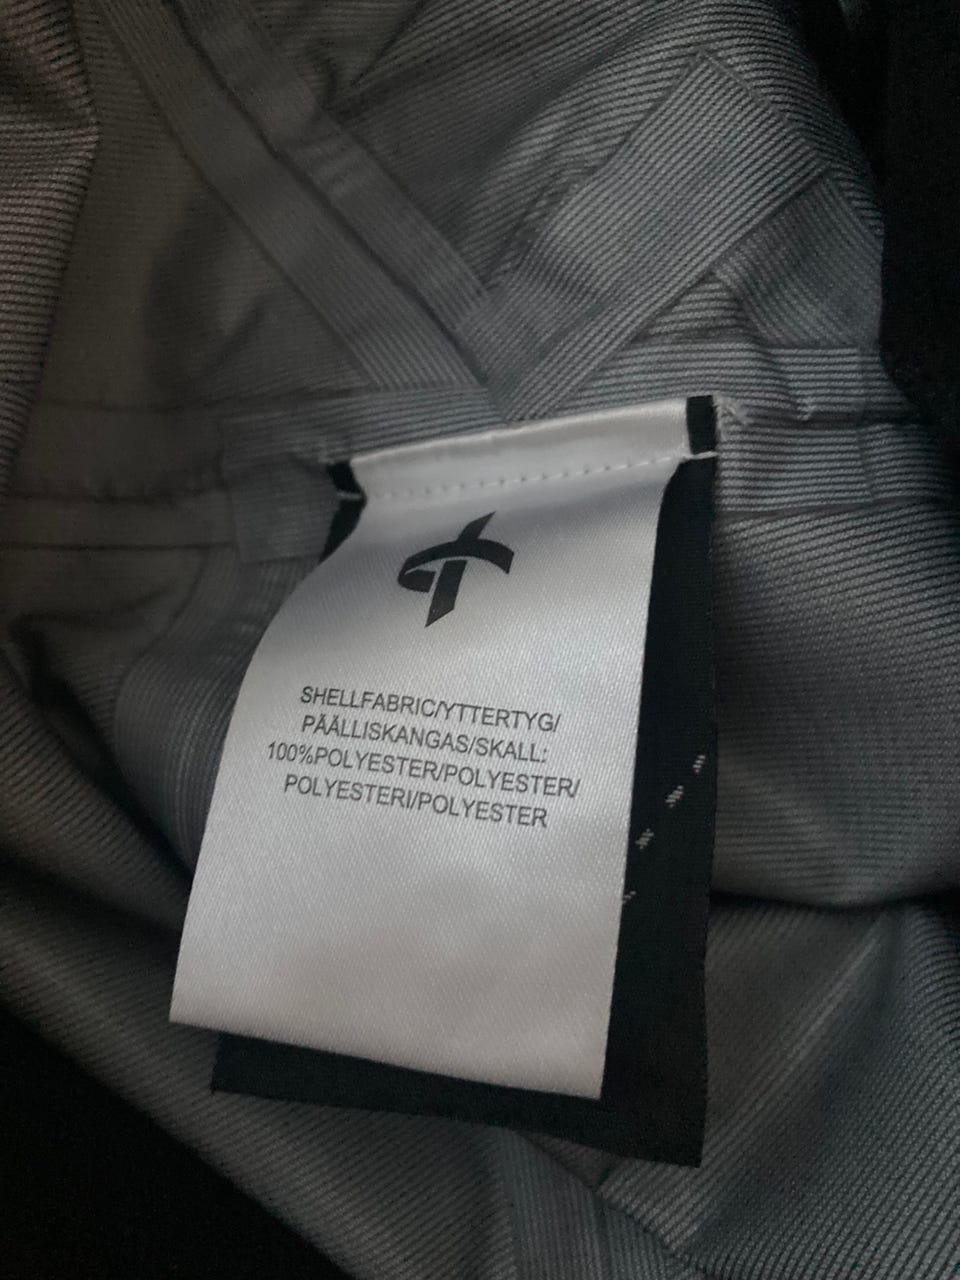 SHELLFABRIC/YTTERTYG/
PÄÄLLISKANGAS/SKALL:
100%POLYESTER/POLYESTER/
POLYESTERI/POLYESTER